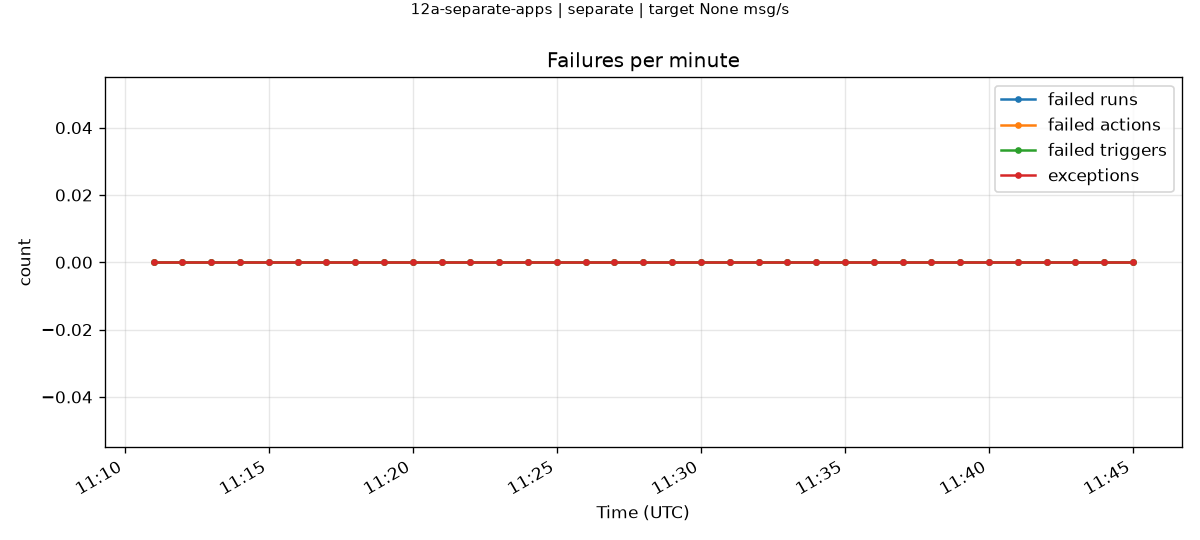 12a-separate-apps | separate | target None msg/s
Failures per minute
failed runs
failed actions
failed triggers
exceptions
count
0.04
0.02
0.00
−0.02
−0.04
11:10
11:15
11:20
11:25
11:30
11:35
11:40
11:45
Time (UTC)